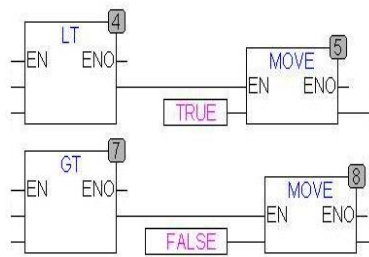 4
LT
EN ENO
5
MOVE
EN ENO
TRUE
7
GT
EN ENO
8
MOVE
EN ENO
FALSE